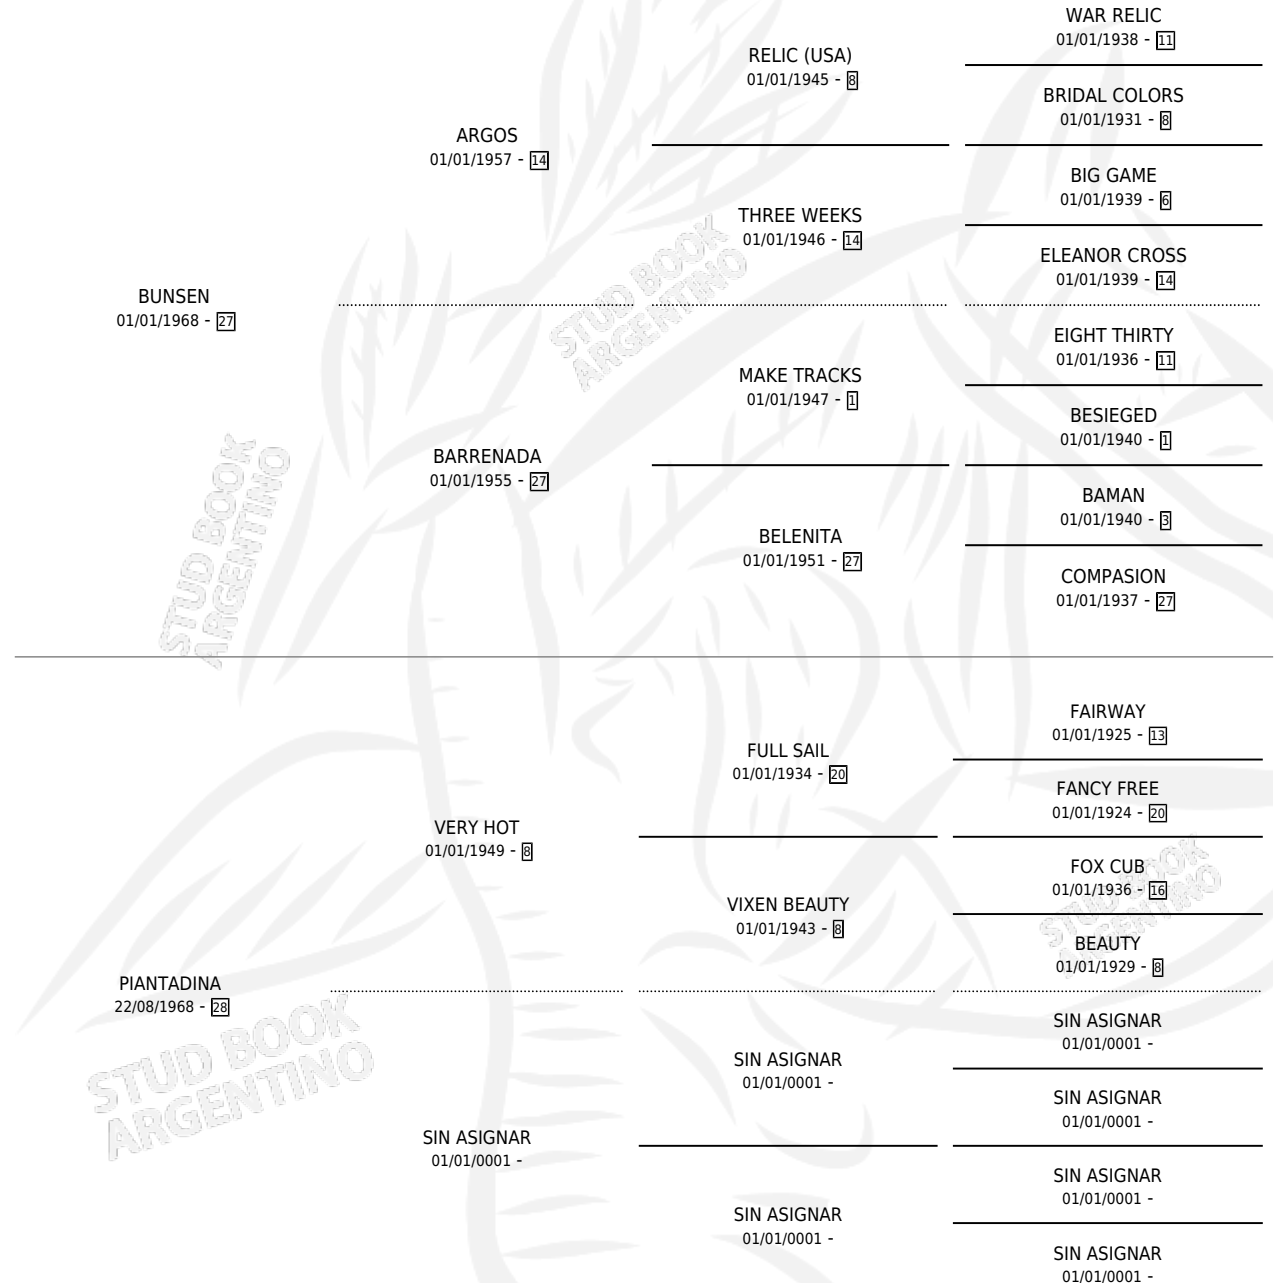 WAR RELIC
01/01/1938 - 11
RELIC (USA)
01/01/1945 - 8
BRIDAL COLORS
01/01/1931 - 8
ARGOS
01/01/1957 - 14
BIG GAME
01/01/1939 - 6
THREE WEEKS
01/01/1946 - 14
ELEANOR CROSS
01/01/1939 - 14
BUNSEN
01/01/1968 - 27
EIGHT THIRTY
01/01/1936 - 11
MAKE TRACKS
01/01/1947 - 1
BESIEGED
01/01/1940 - 1
BARRENADA
01/01/1955 - 27
BAMAN
01/01/1940 - 3
BELENITA
01/01/1951 - 27
COMPASION
01/01/1937 - 27
FAIRWAY
01/01/1925 - 13
FULL SAIL
01/01/1934 - 20
FANCY FREE
01/01/1924 - 20
VERY HOT
01/01/1949 - 8
FOX CUB
01/01/1936 - 16
VIXEN BEAUTY
01/01/1943 - 8
BEAUTY
01/01/1929 - 8
PIANTADINA
22/08/1968 - 28
SIN ASIGNAR
01/01/0001 -
SIN ASIGNAR
01/01/0001 -
SIN ASIGNAR
01/01/0001 -
SIN ASIGNAR
01/01/0001 -
SIN ASIGNAR
01/01/0001 -
SIN ASIGNAR
01/01/0001 -
SIN ASIGNAR
01/01/0001 -
STUD BOOK
ARGENTINO
STUD BOOK
ARGENTINO
STUD BOOK
ARGENTINO
STUD BOOK
ARGENTINO